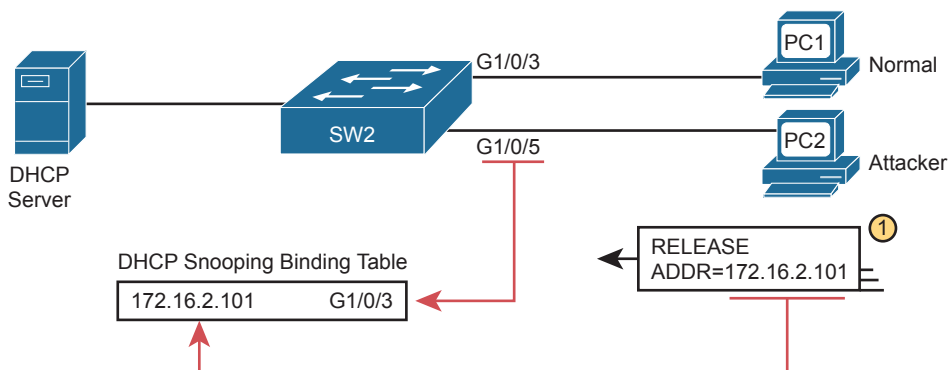 PC1
G1/0/3
Normal
SW2
PC2
G1/0/5
Attacker
DHCP
Server
1
RELEASE
ADDR=172.16.2.101
DHCP Snooping Binding Table
172.16.2.101 G1/0/3